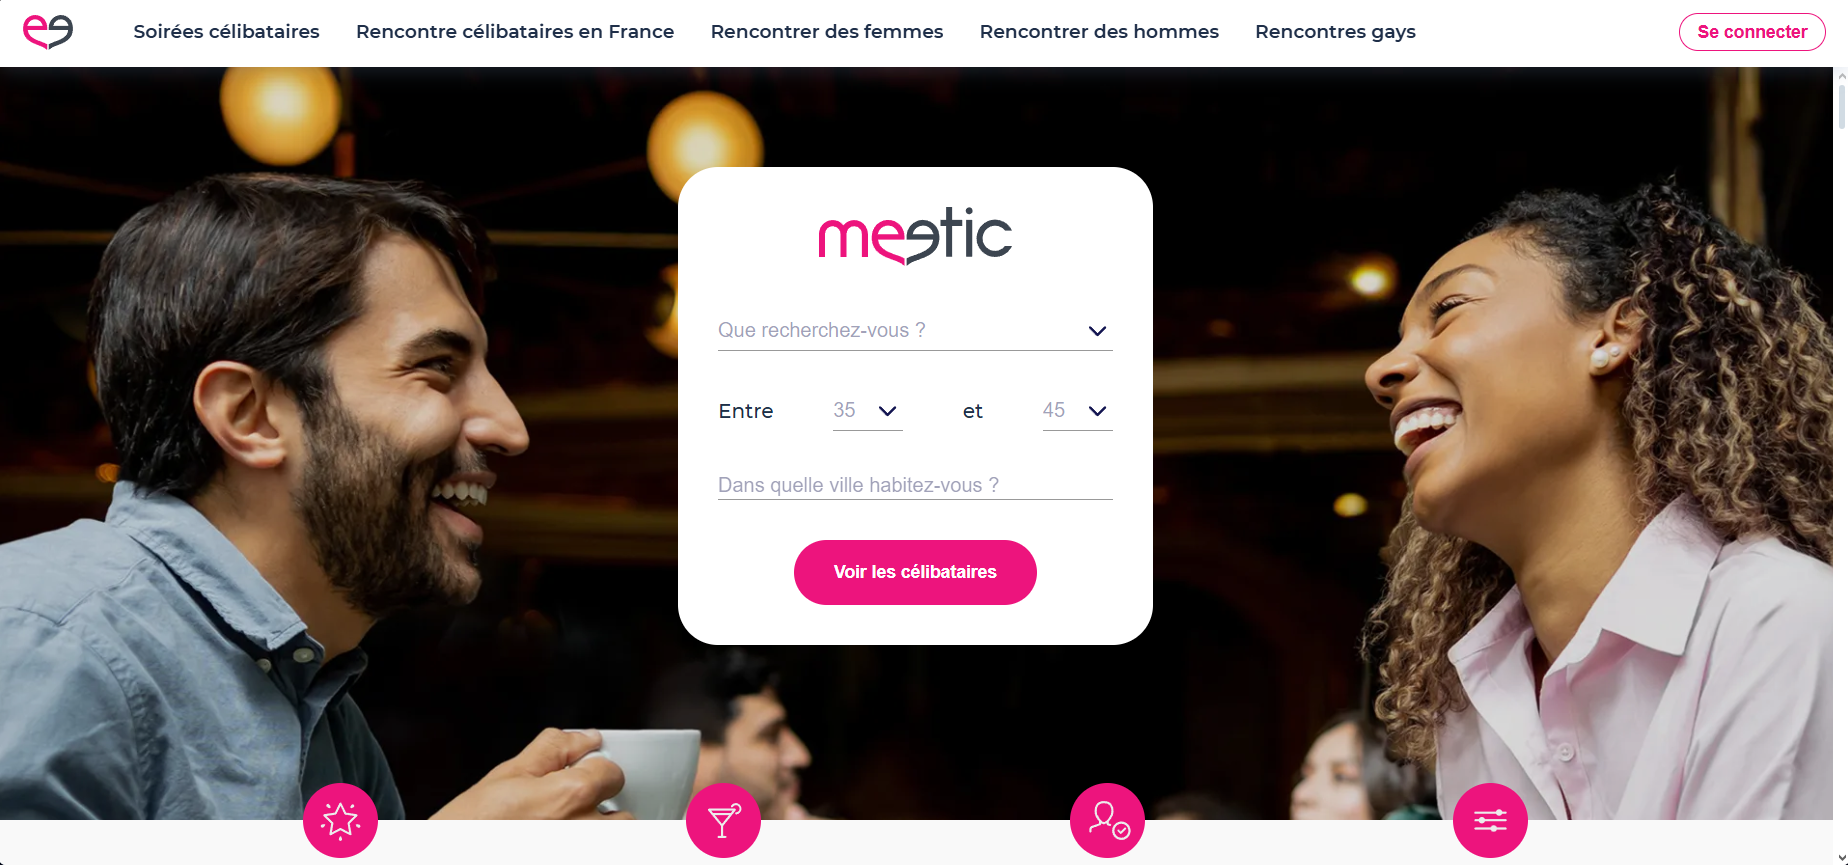 Soirées célibataires
Rencontre célibataires en France
Rencontrer des femmes
Rencontrer des hommes
Rencontres gays
Se connecter
meetic
Que recherchez-vous ?
Entre 35 et 45
Dans quelle ville habitez-vous ?
Voir les célibataires